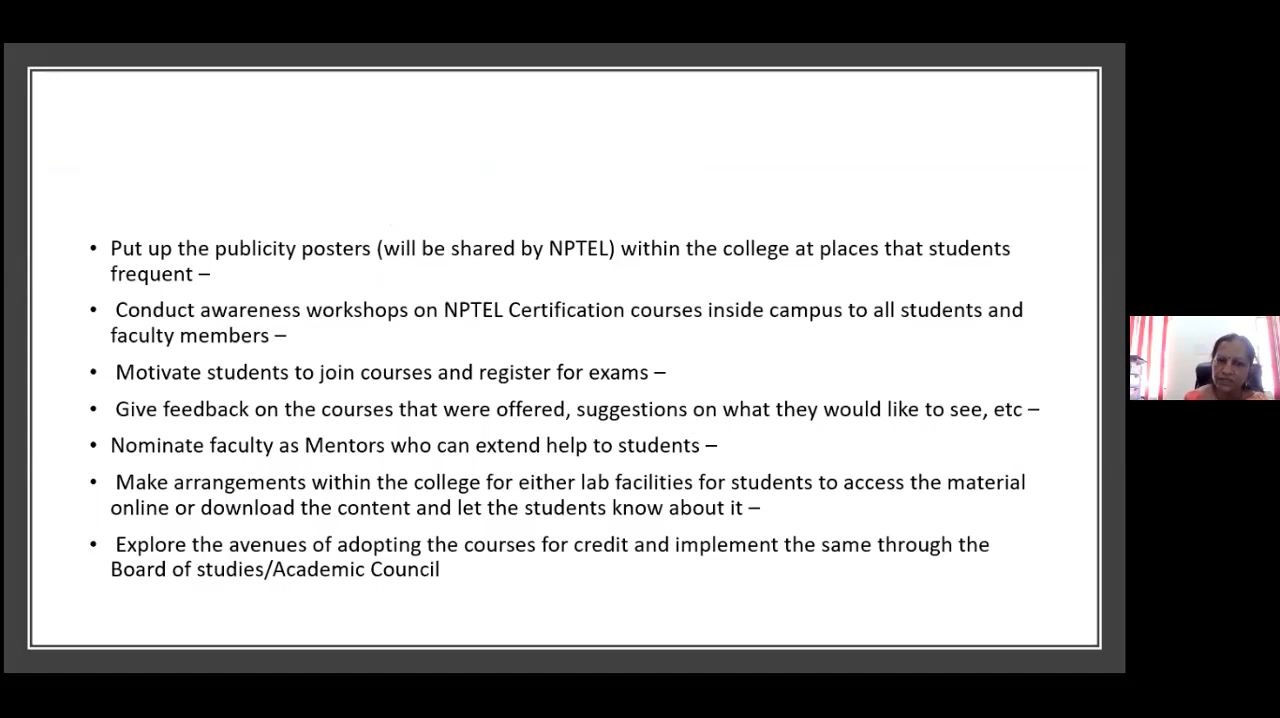 • Put up the publicity posters (will be shared by NPTEL) within the college at places that students
frequent –
• Conduct awareness workshops on NPTEL Certification courses inside campus to all students and
faculty members –
• Motivate students to join courses and register for exams –
• Give feedback on the courses that were offered, suggestions on what they would like to see, etc –
• Nominate faculty as Mentors who can extend help to students –
• Make arrangements within the college for either lab facilities for students to access the material
online or download the content and let the students know about it –
• Explore the avenues of adopting the courses for credit and implement the same through the
Board of studies/Academic Council